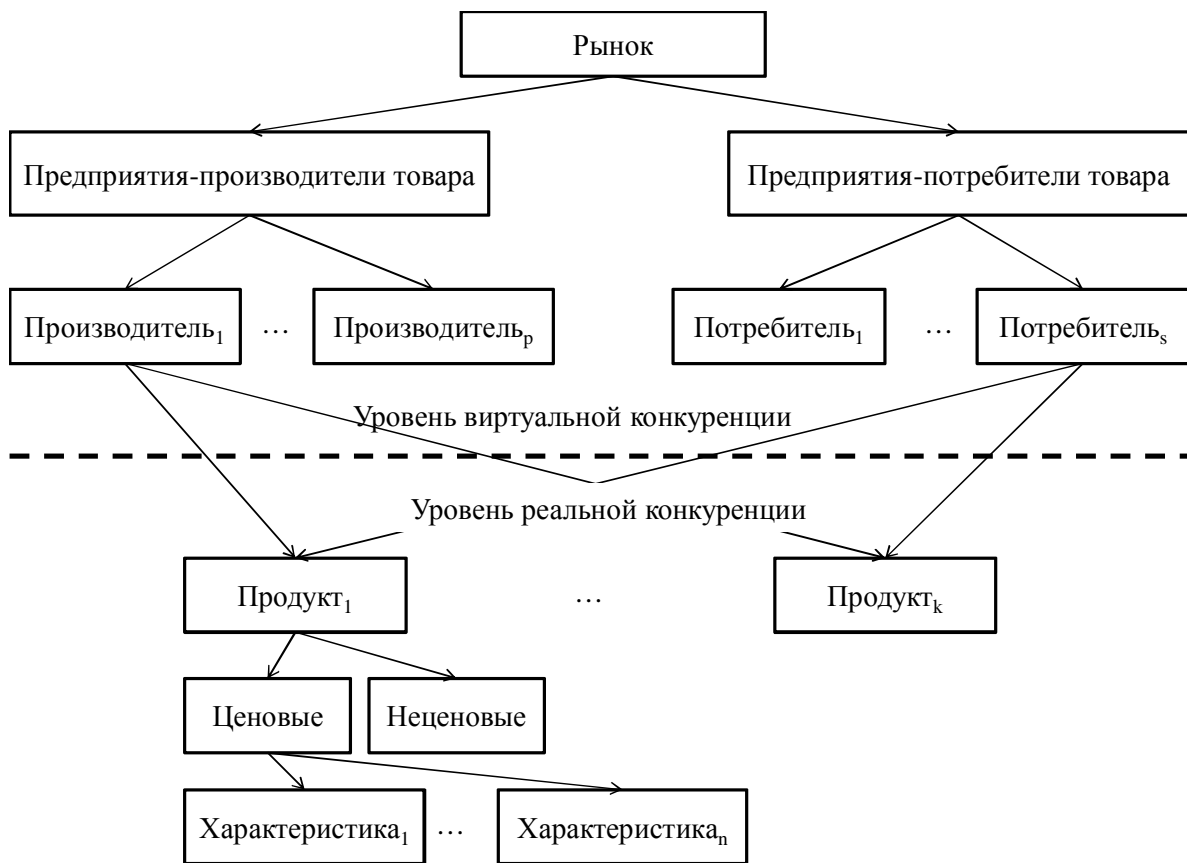 Рынок
Предприятия-производители товара
Предприятия-потребители товара
Производитель₁
…
Производительₚ
Потребитель₁
…
Потребительₛ
Уровень виртуальной конкуренции
Уровень реальной конкуренции
Продукт₁
…
Продуктₖ
Ценовые
Неценовые
Характеристика₁
…
Характеристикаₙ